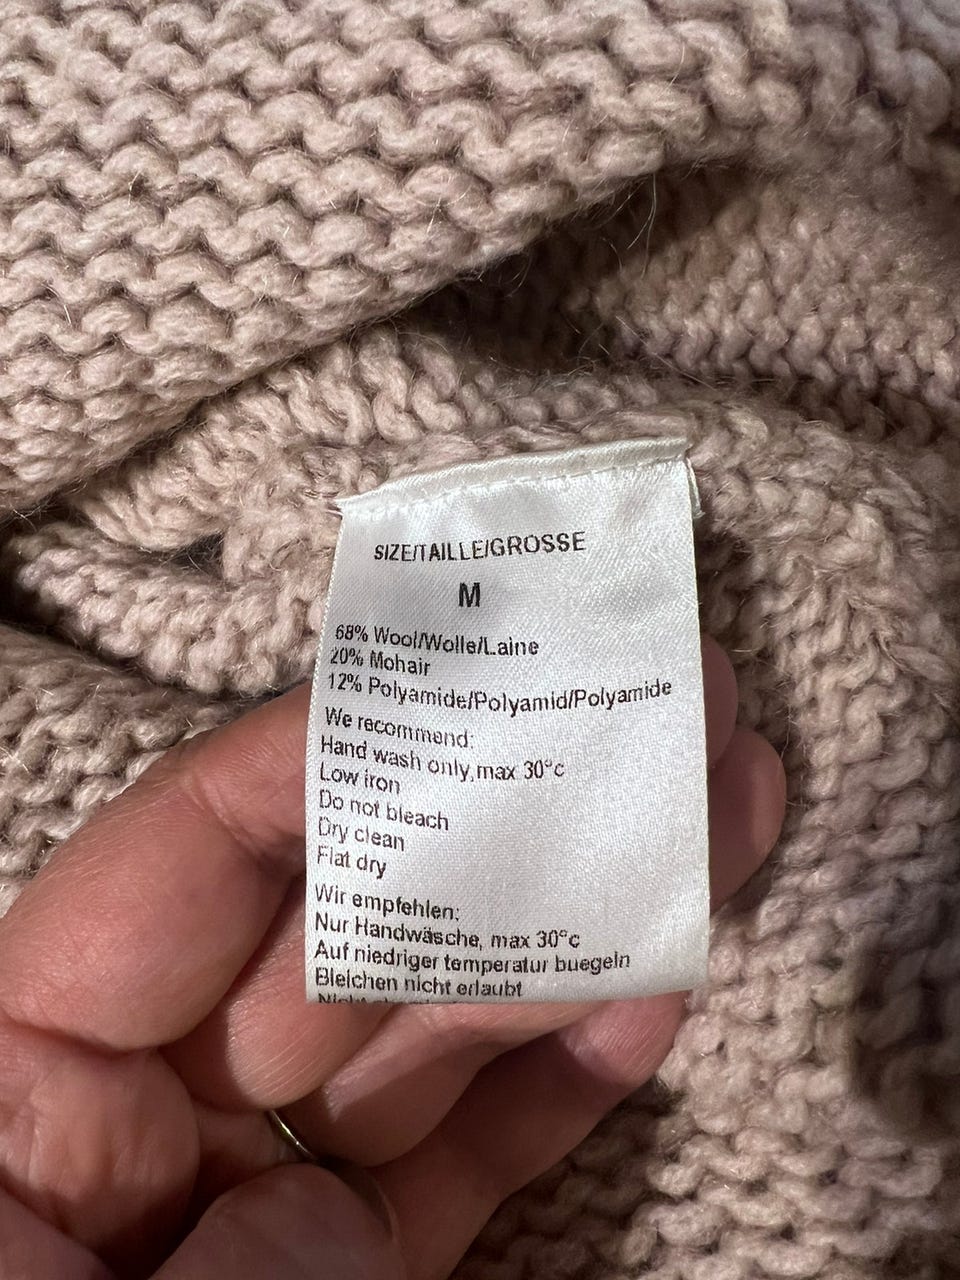 SIZE/TAILLE/GROSSE
M
68% Wool/Wolle/Laine
20% Mohair
12% Polyamide/Polyamid/Polyamide
We recommend:
Hand wash only,max 30°c
Low iron
Do not bleach
Dry clean
Flat dry
Wir empfehlen:
Nur Handwäsche, max 30°c
Auf niedriger temperatur buegeln
Bleichen nicht erlaubt